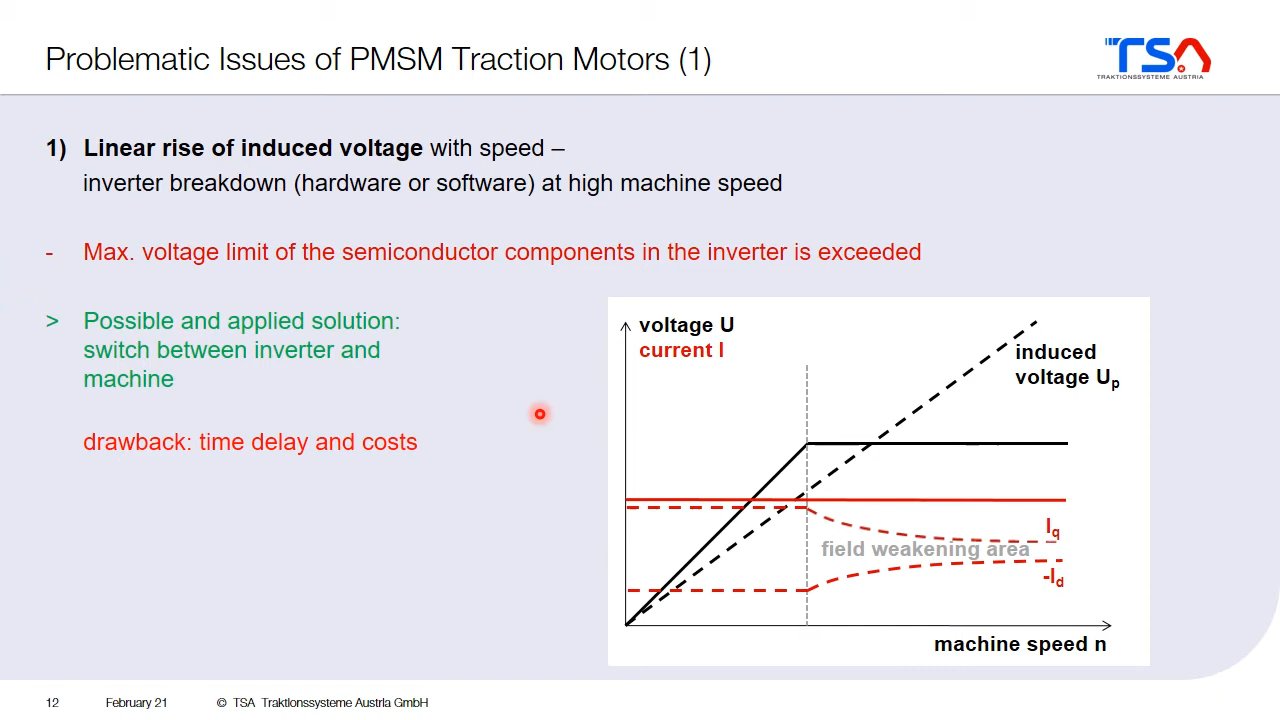 Problematic Issues of PMSM Traction Motors (1)
TSA
TRAKTIONSSYSTEME AUSTRIA
1) Linear rise of induced voltage with speed –
inverter breakdown (hardware or software) at high machine speed
- Max. voltage limit of the semiconductor components in the inverter is exceeded
> Possible and applied solution:
switch between inverter and
machine
drawback: time delay and costs
voltage U
current I
induced
voltage Up
Iq
field weakening area
-Id
machine speed n
12 February 21 © TSA Traktionssysteme Austria GmbH